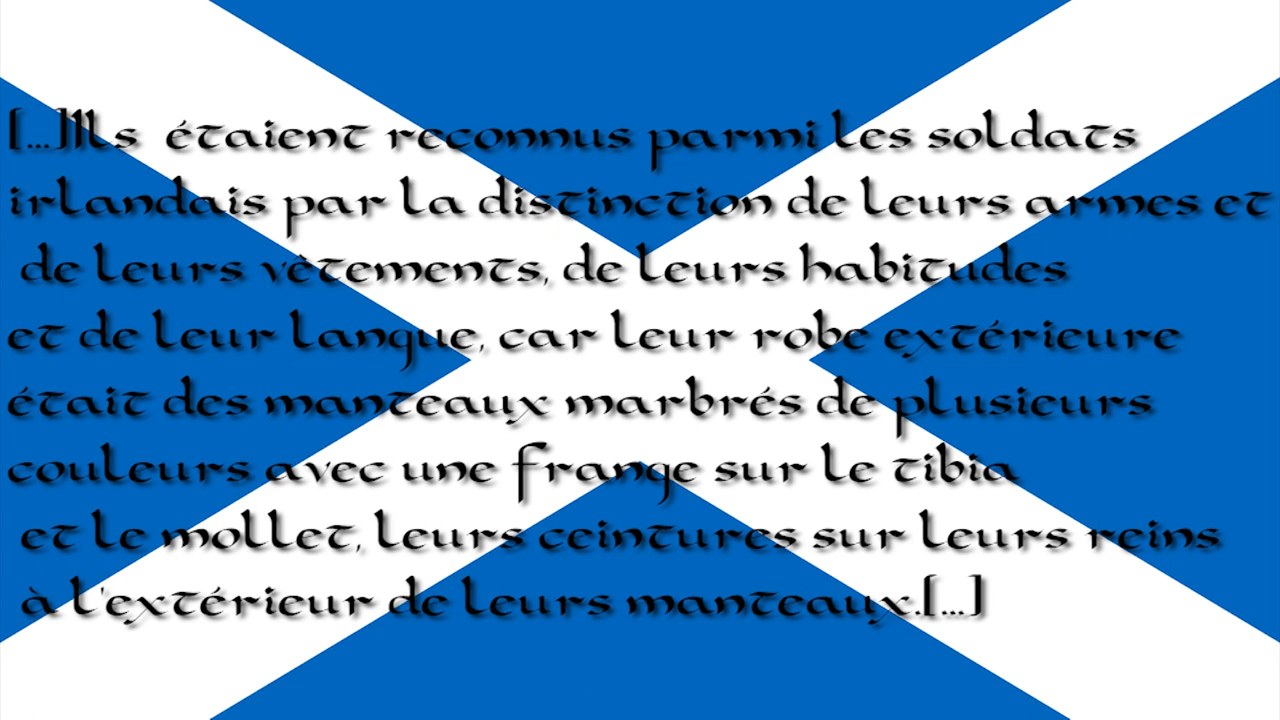 [...]Ils étaient reconnus parmi les soldats
irlandais par la distinction de leurs armes et
de leurs vêtements, de leurs habitudes
et de leur langue, car leur robe extérieure
était des manteaux marbrés de plusieurs
couleurs avec une frange sur le tibia
et le mollet, leurs ceintures sur leurs reins
à l'extérieur de leurs manteaux.[...]